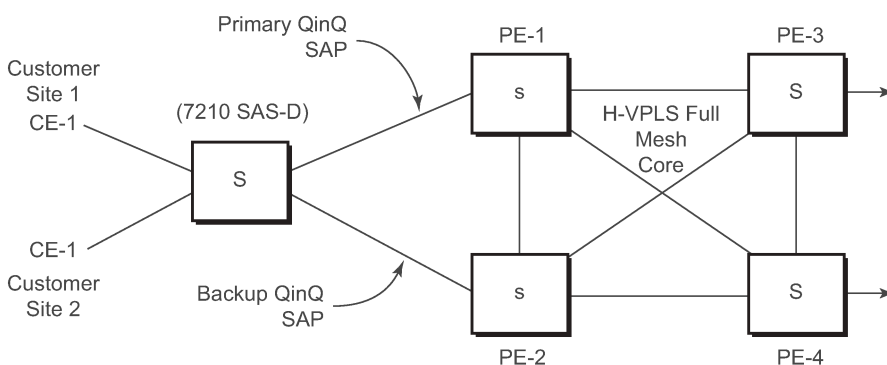 Primary QinQ
SAP
PE-1
PE-3
Customer
Site 1
CE-1
(7210 SAS-D)
S
s
S
H-VPLS Full
Mesh
Core
CE-1
Customer
Site 2
Backup QinQ
SAP
s
S
PE-2
PE-4